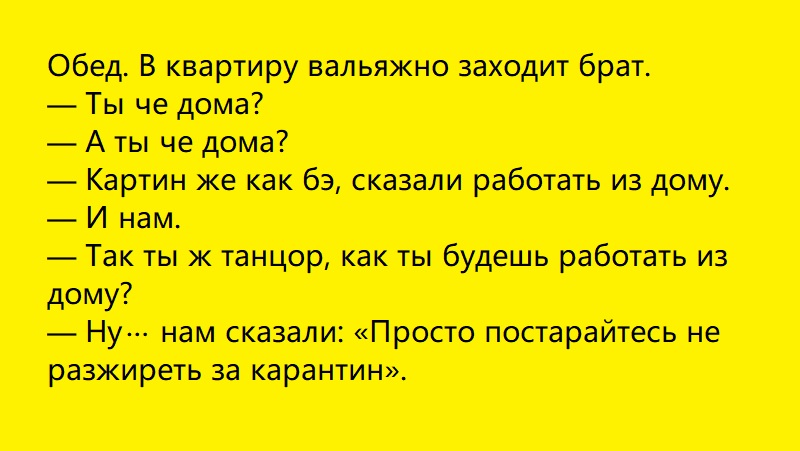 Обед. В квартиру вальяжно заходит брат.
— Ты че дома?
— А ты че дома?
— Картин же как бэ, сказали работать из дому.
— И нам.
— Так ты ж танцор, как ты будешь работать из
дому?
— Ну··· нам сказали: «Просто постарайтесь не
разжиреть за карантин».